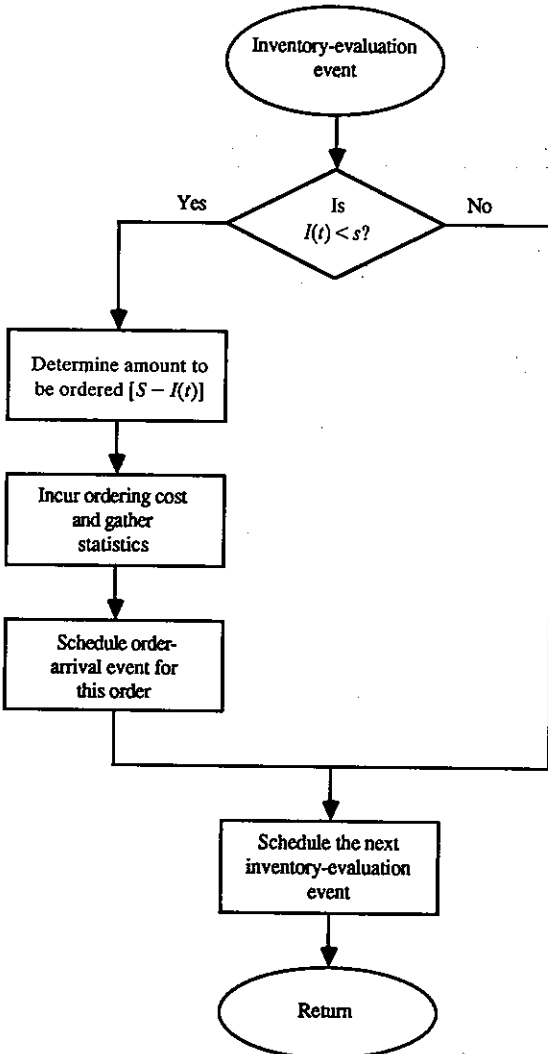 Inventory-evaluation
event
Is
I(t) < s?
Yes
No
Determine amount to
be ordered [S − I(t)]
Incur ordering cost
and gather
statistics
Schedule order-
arrival event for
this order
Schedule the next
inventory-evaluation
event
Return